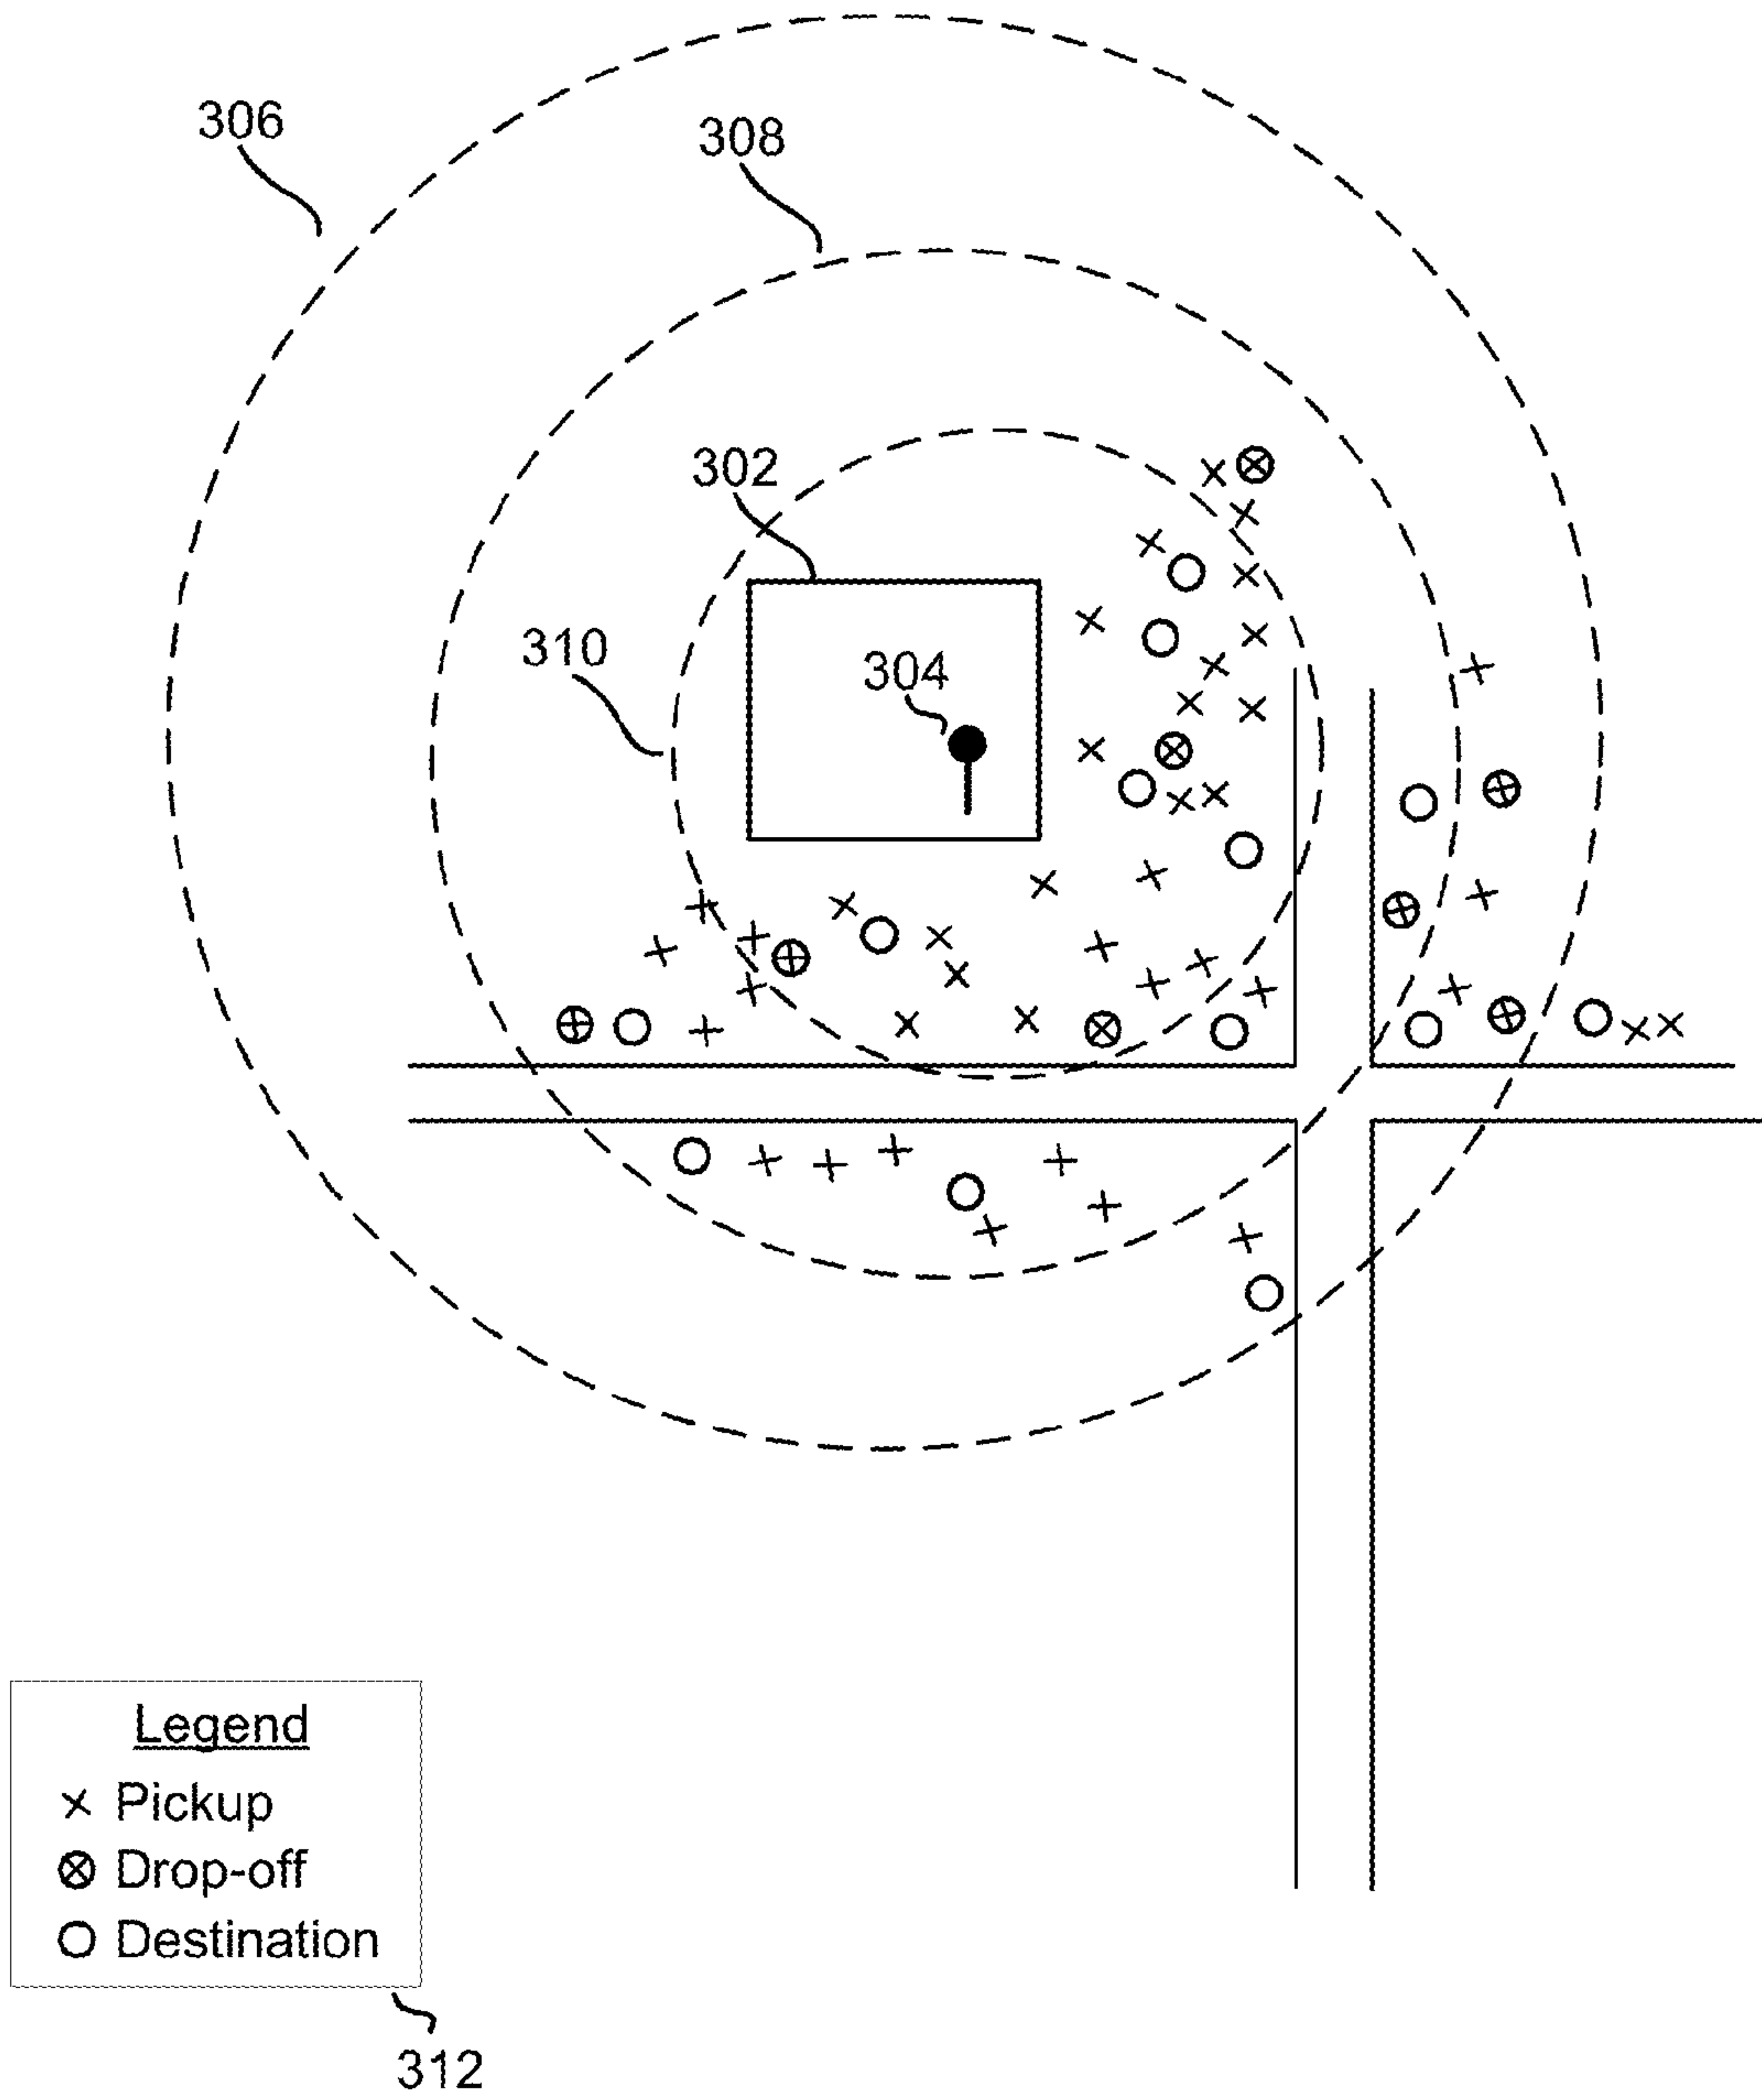 306
308
302
310
304
Legend
× Pickup
⊗ Drop-off
○ Destination
312